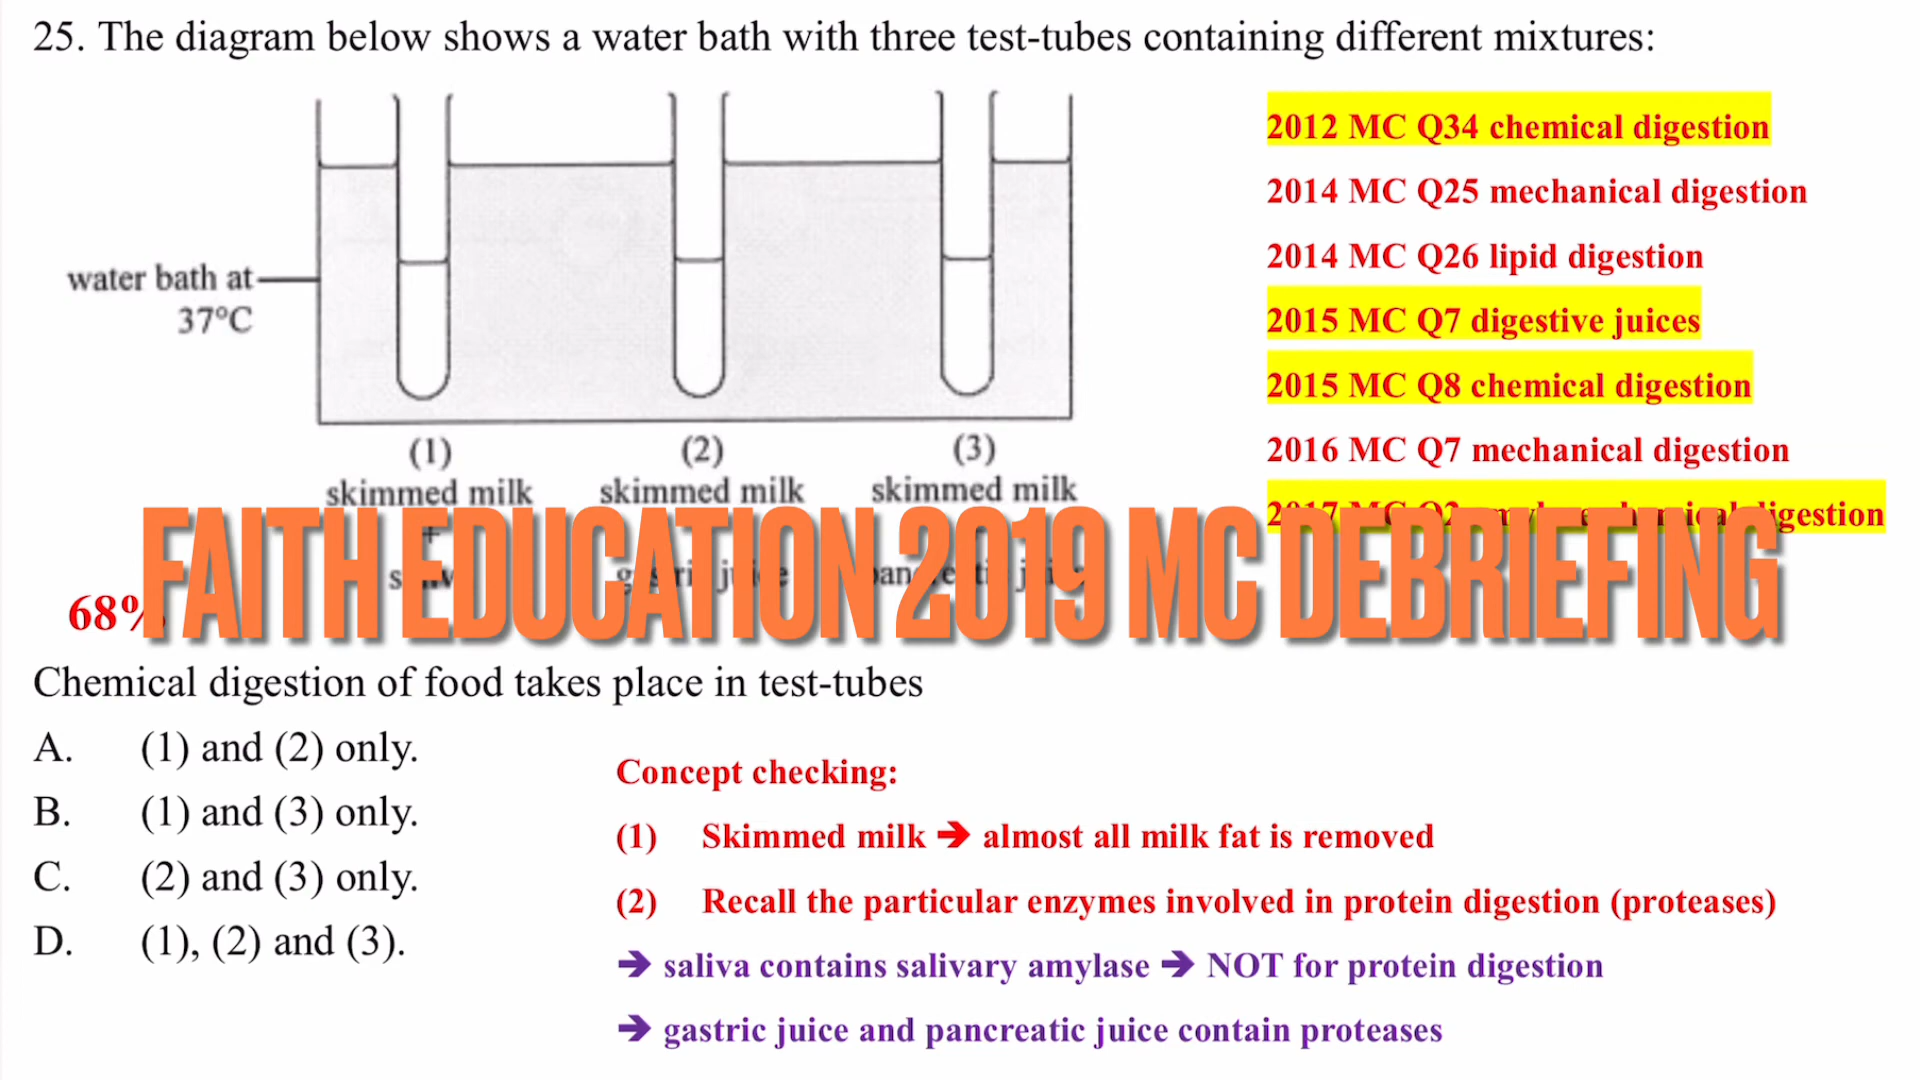 25. The diagram below shows a water bath with three test-tubes containing different mixtures:
2012 MC Q34 chemical digestion
2014 MC Q25 mechanical digestion
2014 MC Q26 lipid digestion
2015 MC Q7 digestive juices
2015 MC Q8 chemical digestion
2016 MC Q7 mechanical digestion
2017 MC Q2 digestion
water bath at
37°C
(1) (2) (3)
skimmed milk skimmed milk skimmed milk
+
juice
68%
FAITH EDUCATION 2019 MC DEBRIEFING
Chemical digestion of food takes place in test-tubes
A. (1) and (2) only.
B. (1) and (3) only.
C. (2) and (3) only.
D. (1), (2) and (3).
Concept checking:
(1) Skimmed milk ➔ almost all milk fat is removed
(2) Recall the particular enzymes involved in protein digestion (proteases)
➔ saliva contains salivary amylase ➔ NOT for protein digestion
➔ gastric juice and pancreatic juice contain proteases